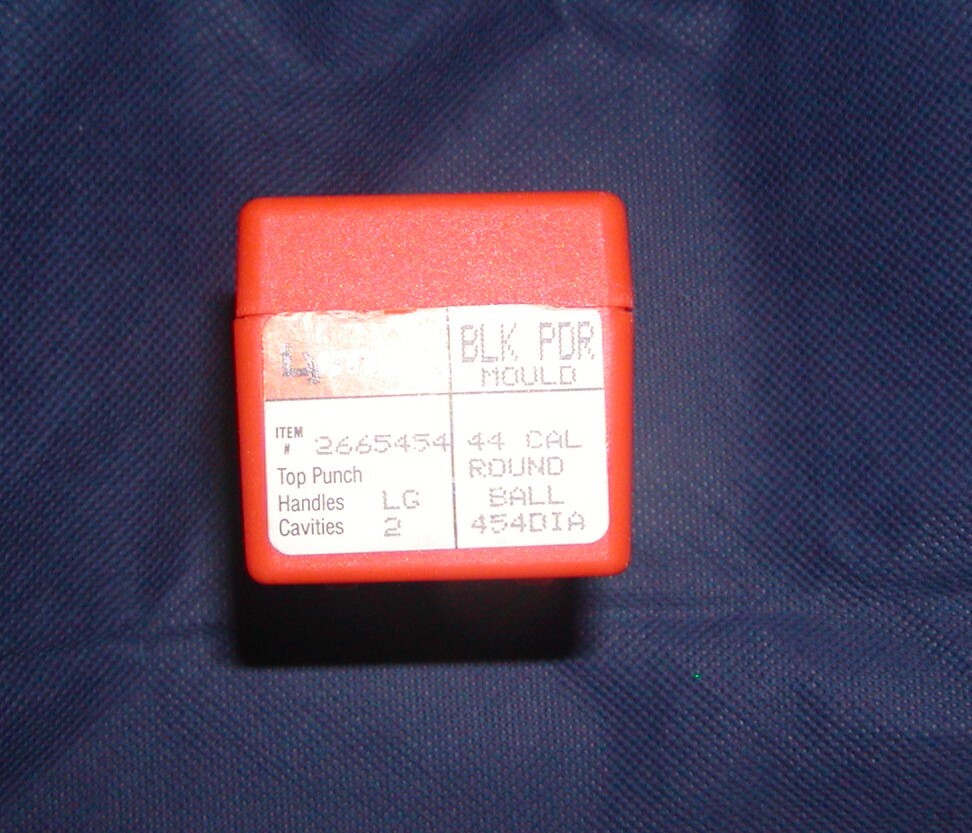 BLK PDR
MOULD
ITEM
# 2665454
Top Punch
Handles LG
Cavities 2
44 CAL
ROUND
BALL
454DIA